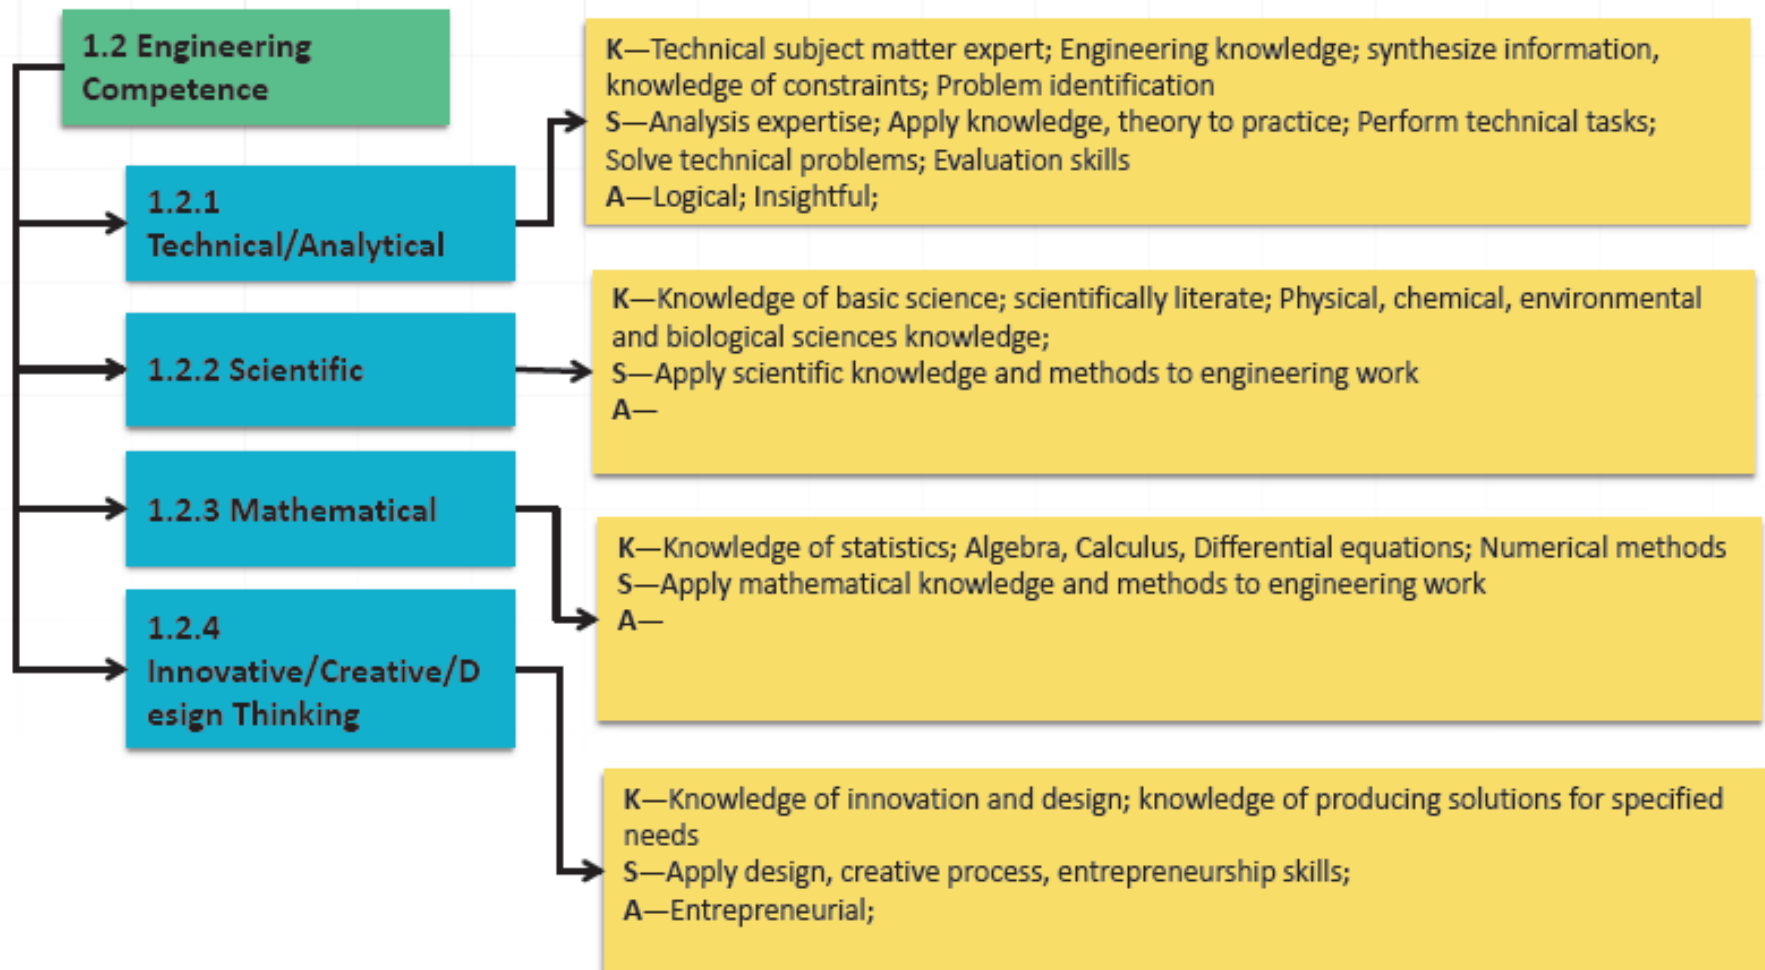 1.2 Engineering
Competence
K—Technical subject matter expert; Engineering knowledge; synthesize information,
knowledge of constraints; Problem identification
S—Analysis expertise; Apply knowledge, theory to practice; Perform technical tasks;
Solve technical problems; Evaluation skills
A—Logical; Insightful;
1.2.1
Technical/Analytical
K—Knowledge of basic science; scientifically literate; Physical, chemical, environmental
and biological sciences knowledge;
S—Apply scientific knowledge and methods to engineering work
A—
1.2.2 Scientific
1.2.3 Mathematical
K—Knowledge of statistics; Algebra, Calculus, Differential equations; Numerical methods
S—Apply mathematical knowledge and methods to engineering work
A—
1.2.4
Innovative/Creative/D
esign Thinking
K—Knowledge of innovation and design; knowledge of producing solutions for specified
needs
S—Apply design, creative process, entrepreneurship skills;
A—Entrepreneurial;